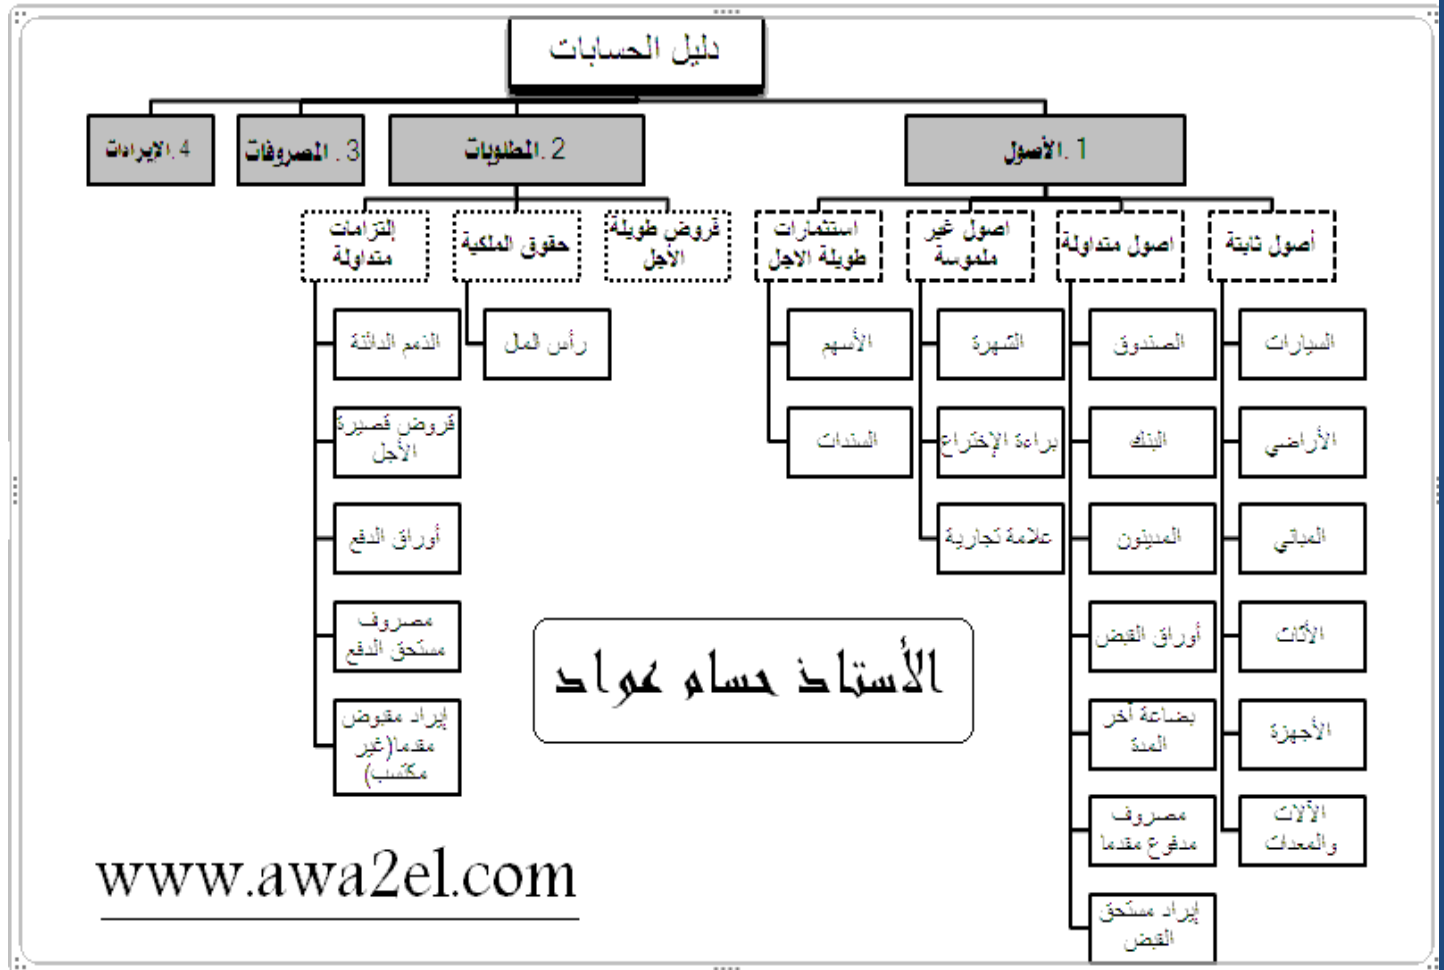 دليل الحسابات
1 .الأصول
2 .المطلوبات
3 . المصروفات
4 .الإيرادات
أصول ثابتة
اصول متداولة
اصول غير
ملموسة
استثمارات
طويلة الاجل
قروض طويلة
الأجل
حقوق الملكية
إلتزامات
متداولة
السيارات
الأراضي
المباني
الأثاث
الأجهزة
الآلات
والمعدات
الصندوق
البنك
المدينون
أوراق القبض
بضاعة آخر
المدة
مصروف
مدفوع مقدما
إيراد مستحق
القبض
الشهرة
براءة الإختراع
علامة تجارية
الأسهم
السندات
رأس المال
الذمم الدائنة
قروض قصيرة
الأجل
أوراق الدفع
مصروف
مستحق الدفع
إيراد مقبوض
مقدما(غير
مكتسب)
الأستاذ حسام عواد
www.awa2el.com